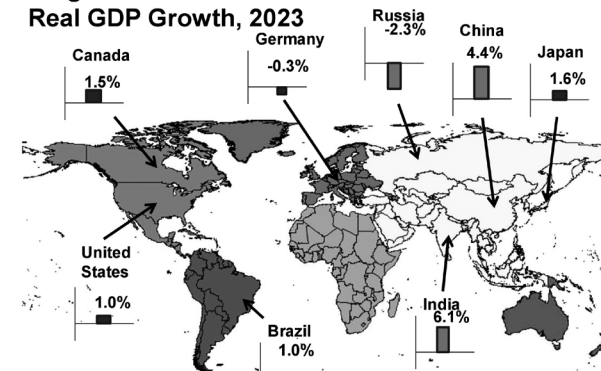 Real GDP Growth, 2023
Canada
1.5%
Germany
-0.3%
Russia
-2.3%
China
4.4%
Japan
1.6%
United
States
1.0%
Brazil
1.0%
India
6.1%